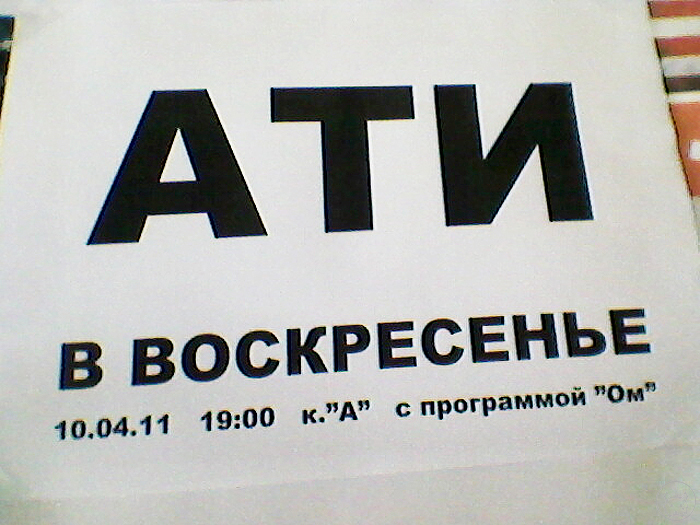 АТИ
В ВОСКРЕСЕНЬЕ
10.04.11 19:00 к."А" с программой "Ом"